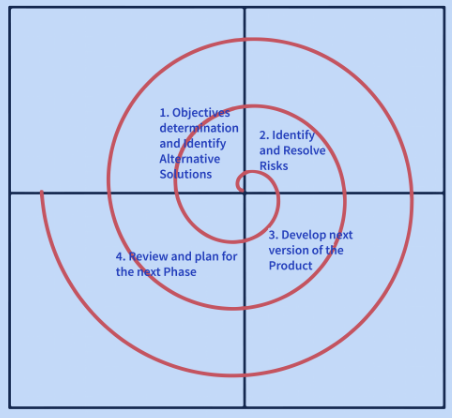 1. Objectives
determination
and Identify
Alternative
Solutions
2. Identify
and Resolve
Risks
3. Develop next
version of the
Product
4. Review and plan for
the next Phase